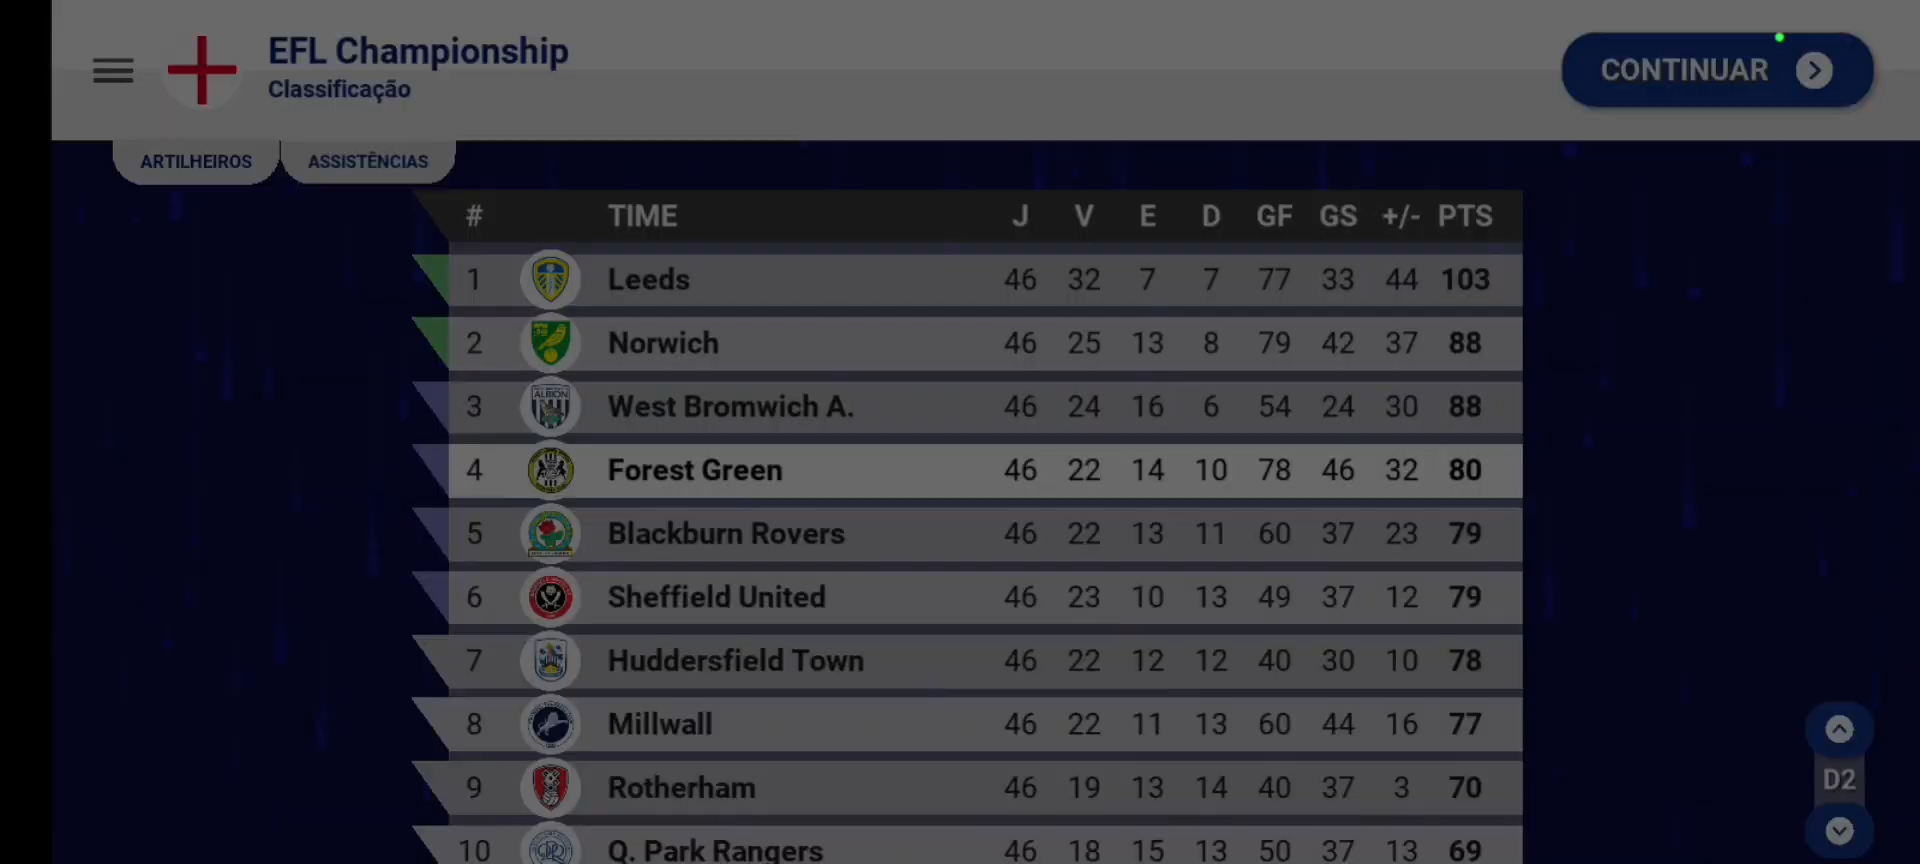 EFL Championship
Classificação
CONTINUAR
ARTILHEIROS ASSISTÊNCIAS
# TIME J V E D GF GS +/- PTS
1 Leeds 46 32 7 7 77 33 44 103
2 Norwich 46 25 13 8 79 42 37 88
3 West Bromwich A. 46 24 16 6 54 24 30 88
4 Forest Green 46 22 14 10 78 46 32 80
5 Blackburn Rovers 46 22 13 11 60 37 23 79
6 Sheffield United 46 23 10 13 49 37 12 79
7 Huddersfield Town 46 22 12 12 40 30 10 78
8 Millwall 46 22 11 13 60 44 16 77
9 Rotherham 46 19 13 14 40 37 3 70
10 Q. Park Rangers 46 18 15 13 50 37 13 69
D2